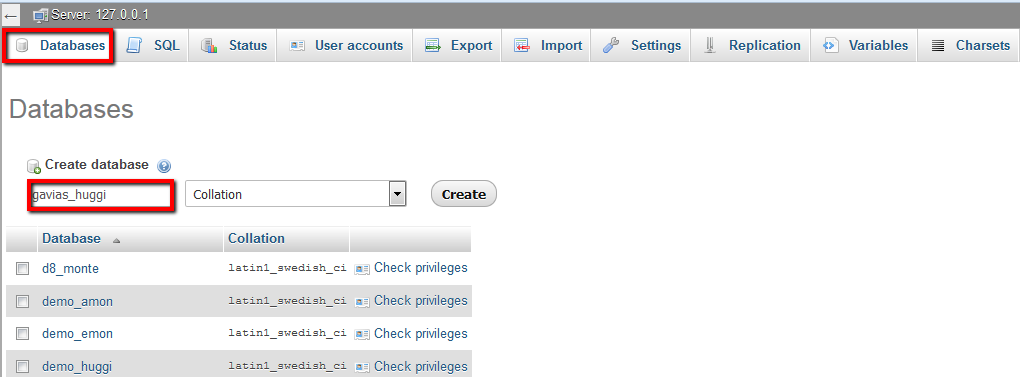 Server: 127.0.0.1
Databases SQL Status User accounts Export Import Settings Replication Variables Charsets
Databases
Create database
gavias_huggi Collation Create
Database Collation
d8_monte latin1_swedish_ci Check privileges
demo_amon latin1_swedish_ci Check privileges
demo_emon latin1_swedish_ci Check privileges
demo_huggi latin1_swedish_ci Check privileges